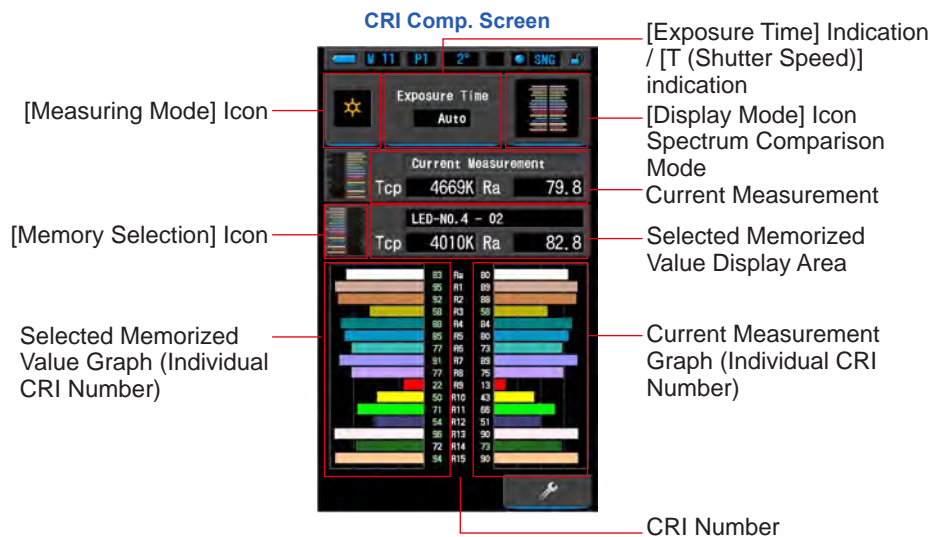 CRI Comp. Screen
[Exposure Time] Indication
/ [T (Shutter Speed)]
indication
[Measuring Mode] Icon
[Display Mode] Icon
Spectrum Comparison
Mode
Current Measurement
[Memory Selection] Icon
Selected Memorized
Value Display Area
Selected Memorized
Value Graph (Individual
CRI Number)
Current Measurement
Graph (Individual CRI
Number)
CRI Number
M 11 P1 2° SNG
Exposure Time
Auto
Current Measurement
Tcp 4669K Ra 79.8
LED-NO.4 - 02
Tcp 4010K Ra 82.8
83 Ra 80
95 R1 89
92 R2 88
58 R3 58
88 R4 84
85 R5 80
77 R6 73
91 R7 89
77 R8 75
22 R9 13
50 R10 43
71 R11 66
54 R12 51
96 R13 90
72 R14 73
94 R15 90